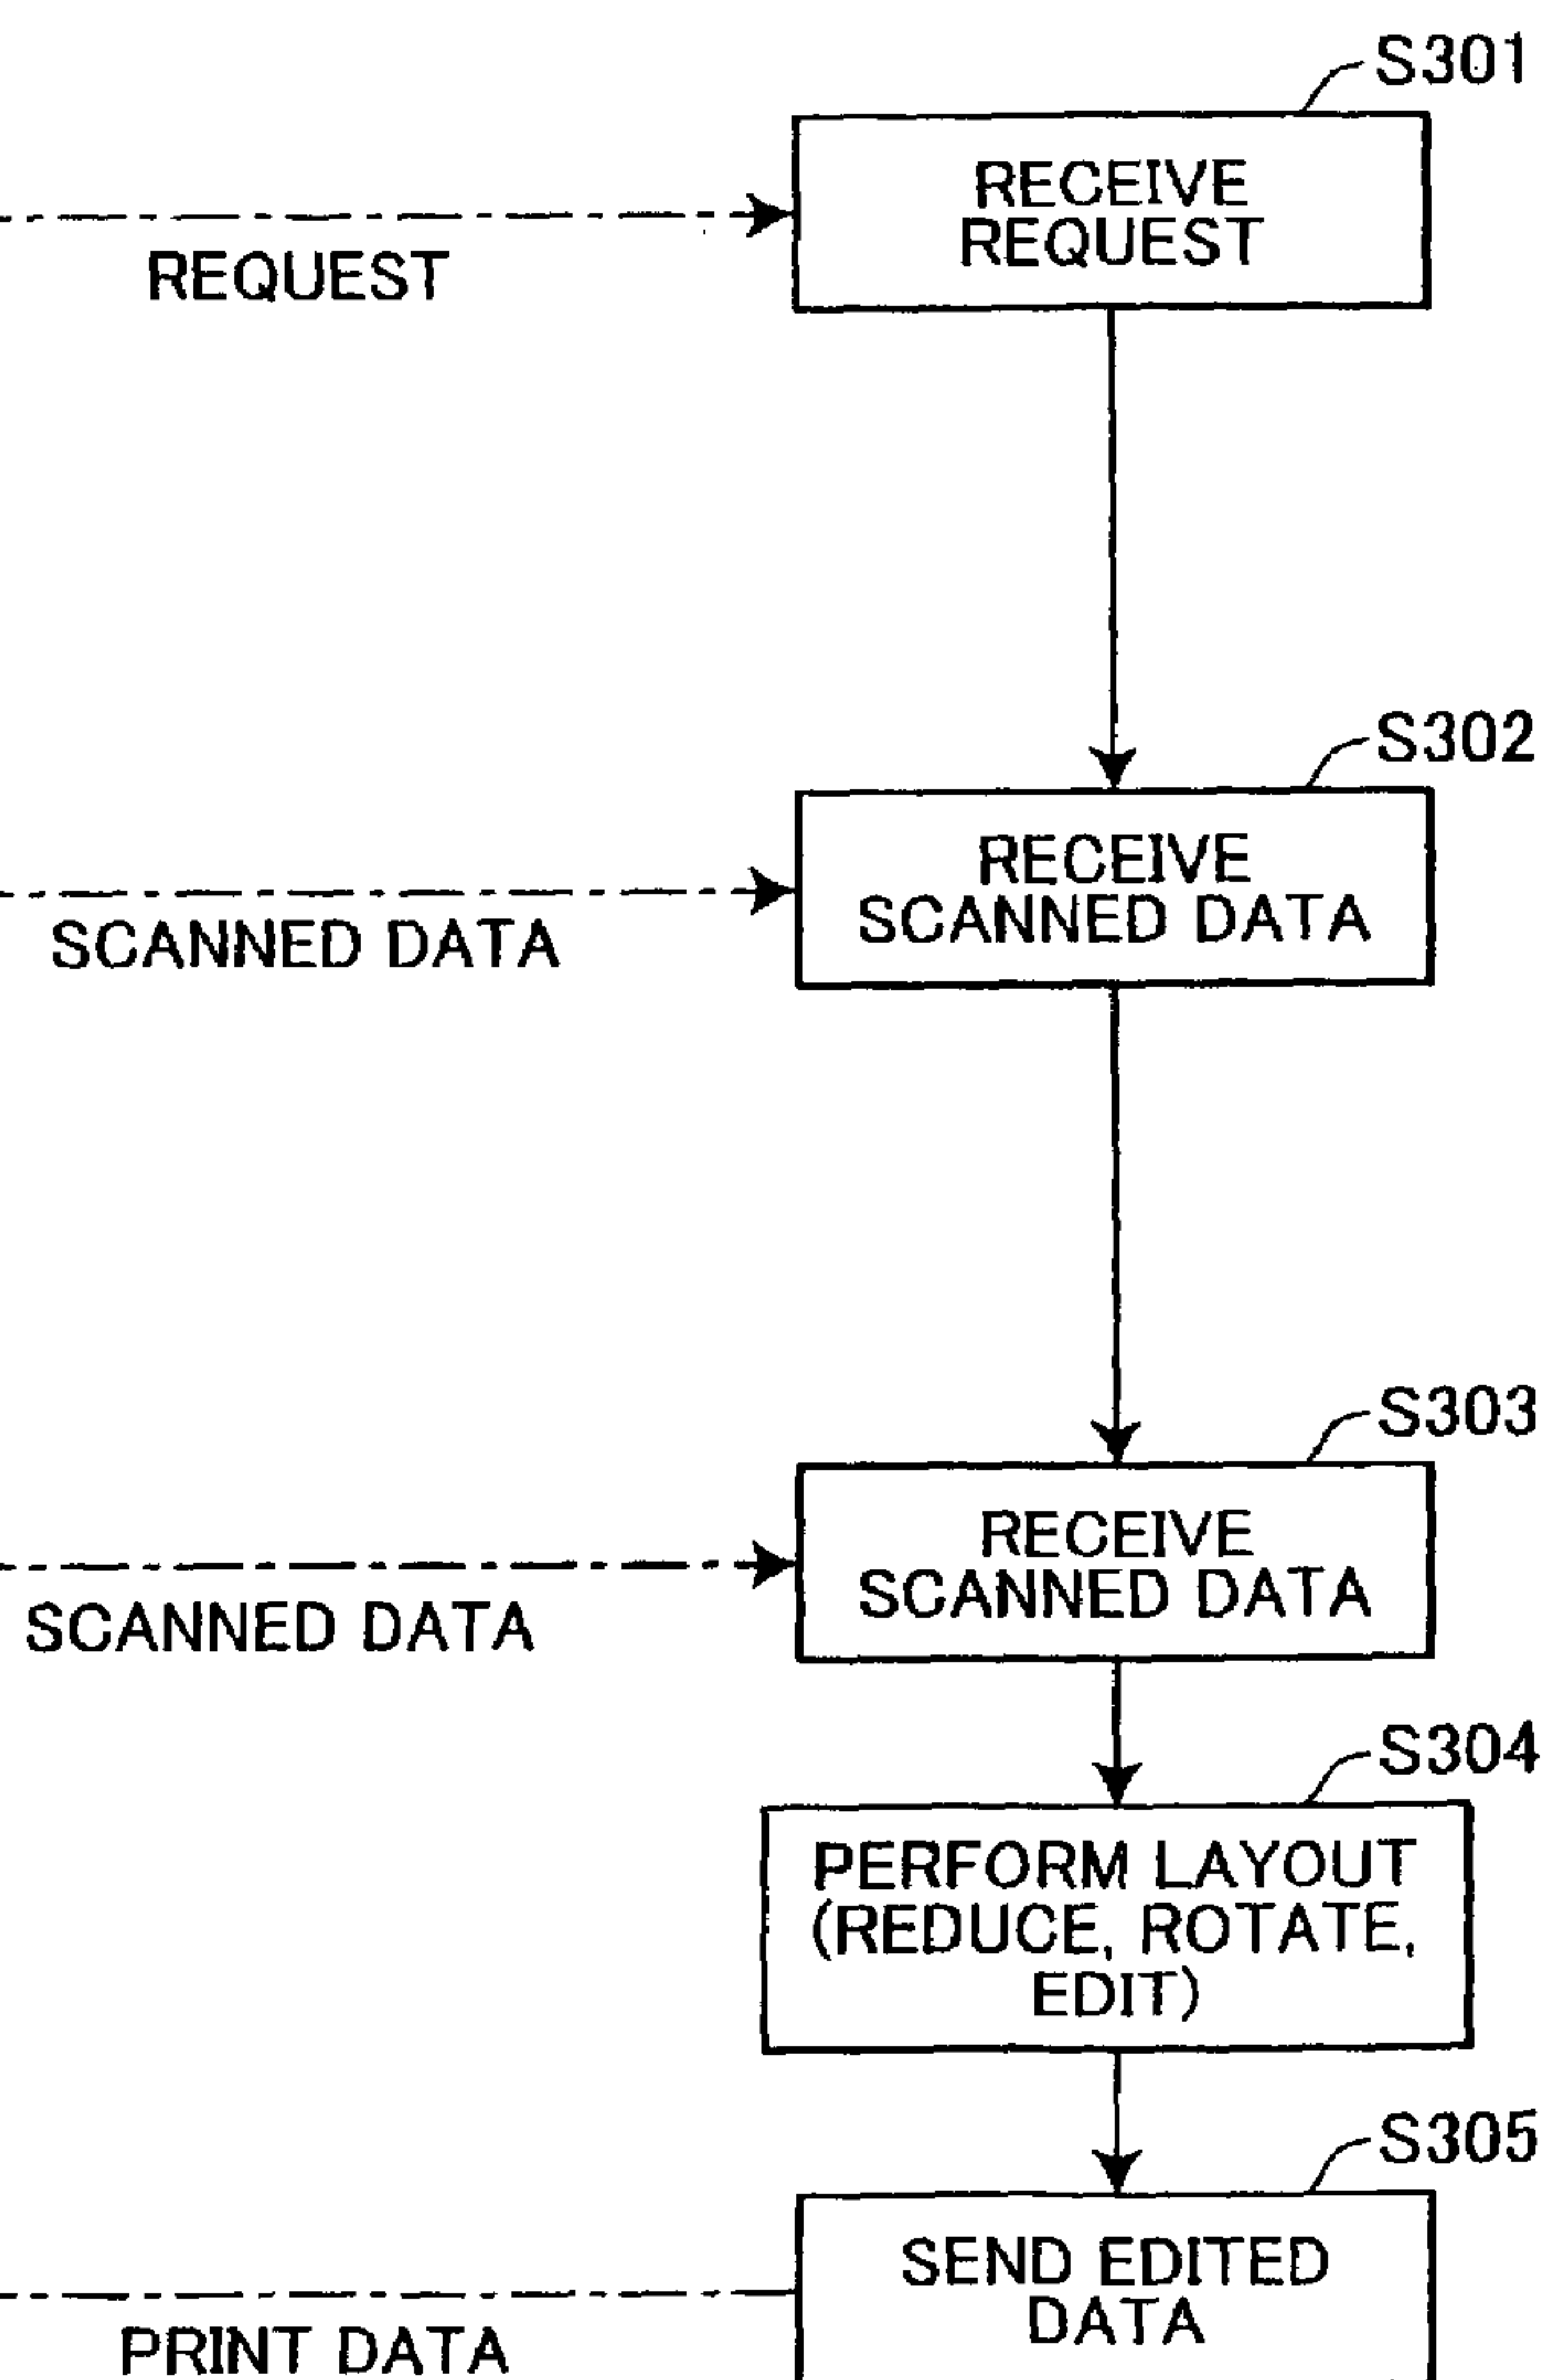 S301
RECEIVE
REQUEST
REQUEST
S302
RECEIVE
SCANNED DATA
SCANNED DATA
S303
RECEIVE
SCANNED DATA
SCANNED DATA
S304
PERFORM LAYOUT
(REDUCE, ROTATE,
EDIT)
S305
SEND EDITED
DATA
PRINT DATA